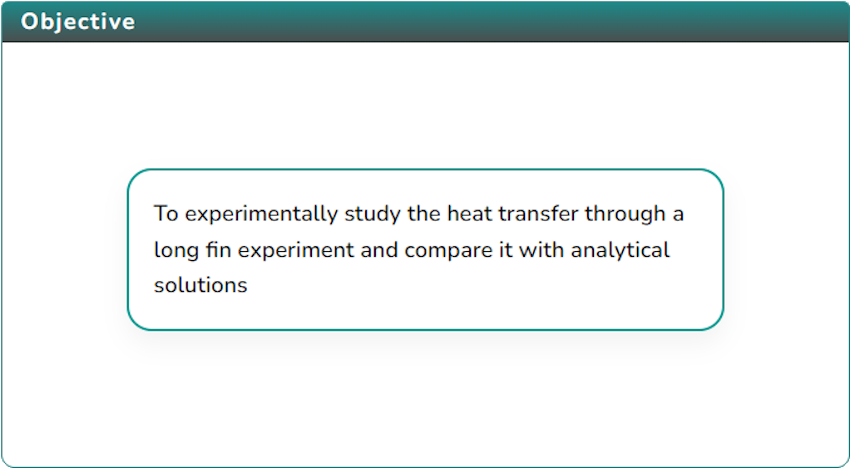 Objective
To experimentally study the heat transfer through a
long fin experiment and compare it with analytical
solutions